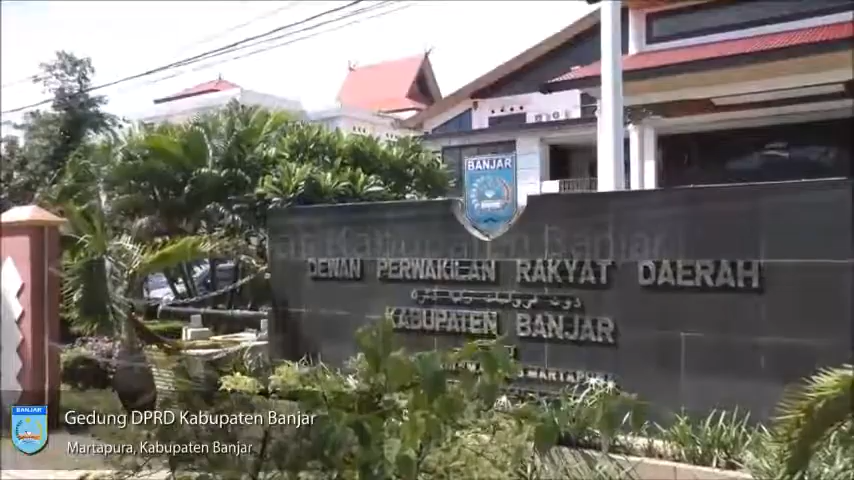 BANJAR
DEWAN PERWAKILAN RAKYAT DAERAH
KABUPATEN BANJAR
BANJAR
Gedung DPRD Kabupaten Banjar
Martapura, Kabupaten Banjar